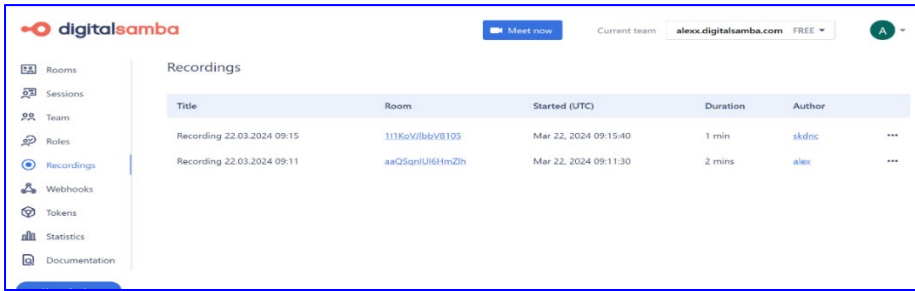 digitalsamba
Meet now
Current team
alexx.digitalsamba.com FREE
A
Rooms
Sessions
Team
Roles
Recordings
Webhooks
Tokens
Statistics
Documentation
Recordings
Title Room Started (UTC) Duration Author
Recording 22.03.2024 09:15 Mar 22, 2024 09:15:40 1 min skdnc
Recording 22.03.2024 09:11 Mar 22, 2024 09:11:30 2 mins alex